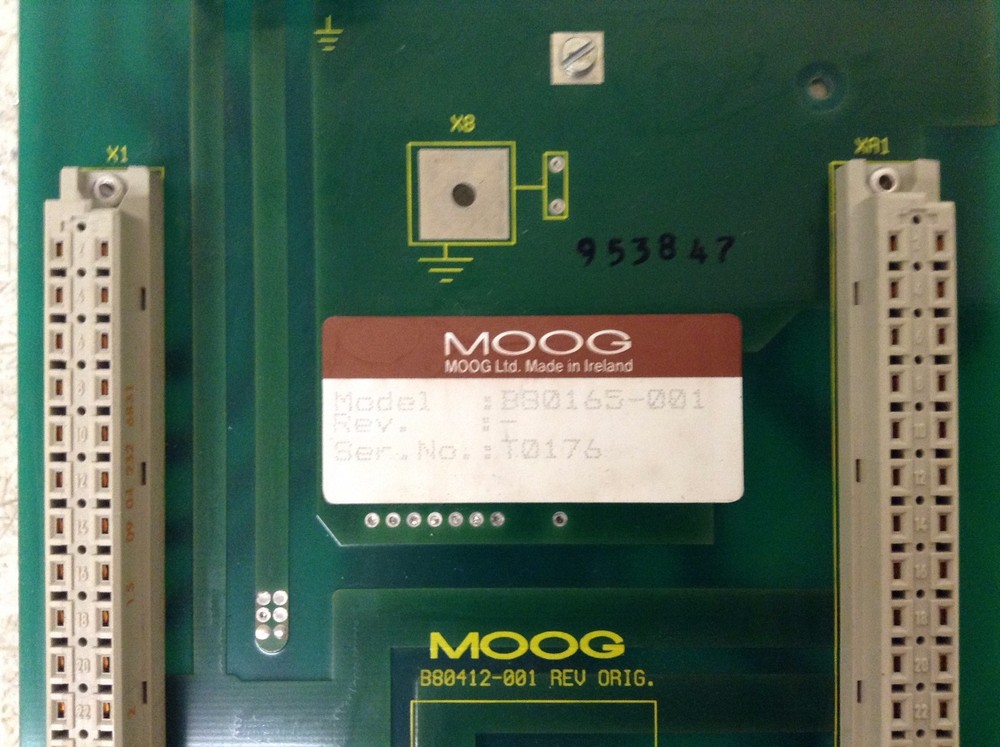 X8
X1
XA1
953847
MOOG
MOOG Ltd. Made in Ireland
Model : B80165-001
Rev. : -
Ser.No.: T0176
MOOG
B80412-001 REV ORIG.